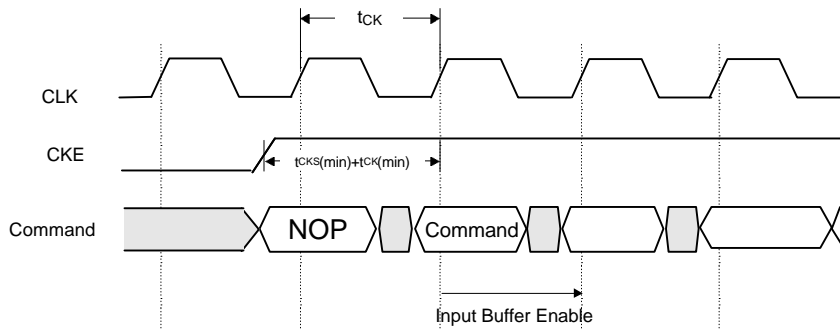 tCK
CLK
CKE
tCKS(min)+tCK(min)
Command
NOP
Command
Input Buffer Enable